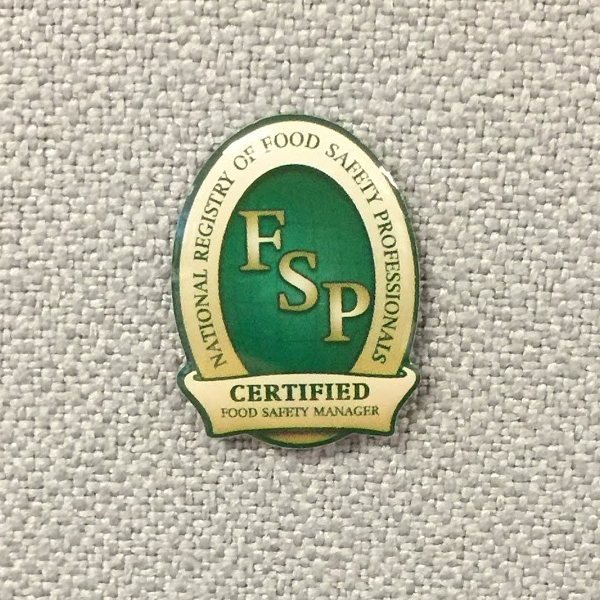 NATIONAL REGISTRY OF FOOD SAFETY PROFESSIONALS
FSP
CERTIFIED
FOOD SAFETY MANAGER